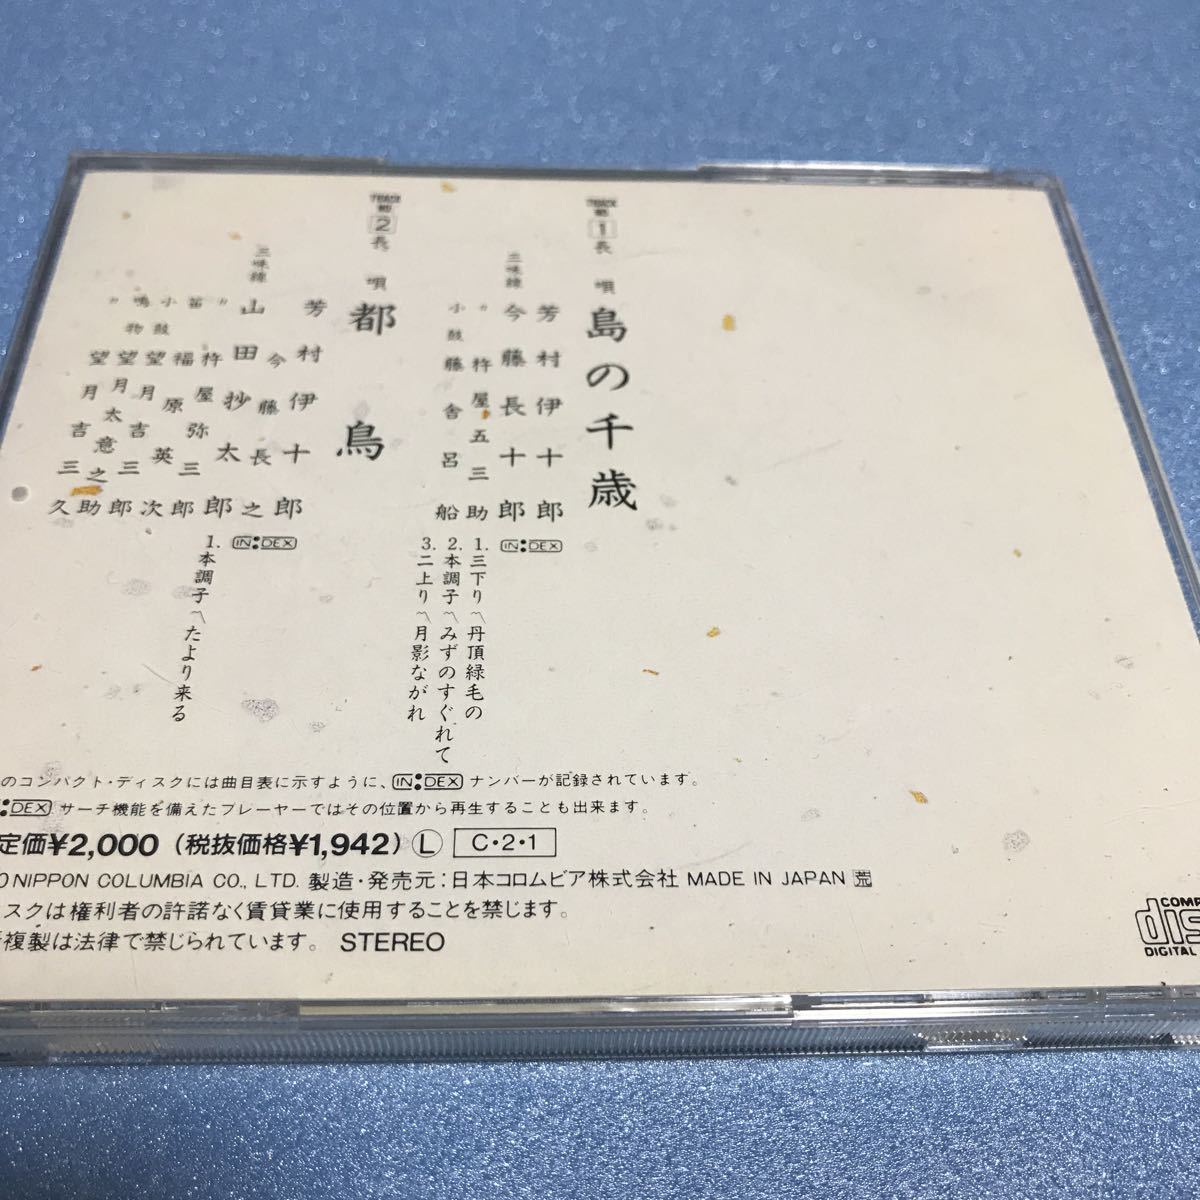 TRACK NO 1 長唄 島の千歳
芳村伊十郎
三味線 今藤長十郎
〃 杵屋五三助
小鼓 藤舎呂船
INDEX
1. 三下り〽丹頂緑毛の
2. 本調子〽みずのすぐれて
3. 二上り〽月影ながれ
TRACK NO 2 長唄 都鳥
芳村伊十郎
今藤長之
三味線 山田抄太郎
〃 杵屋弥三郎
笛 福原英次
小鼓 望月吉三郎
鳴物 望月太意之助
〃 望月吉三久
INDEX
1. 本調子〽たより来る
のコンパクト・ディスクには曲目表に示すように、INDEX ナンバーが記録されています。
DEX サーチ機能を備えたプレーヤーではその位置から再生することも出来ます。
定価¥2,000（税抜価格¥1,942）Ⓛ C・2・1
NIPPON COLUMBIA CO., LTD. 製造・発売元：日本コロムビア株式会社 MADE IN JAPAN 荒
ィスクは権利者の許諾なく賃貸業に使用することを禁じます。
複製は法律で禁じられています。 STEREO
COMP
dis
DIGITAL